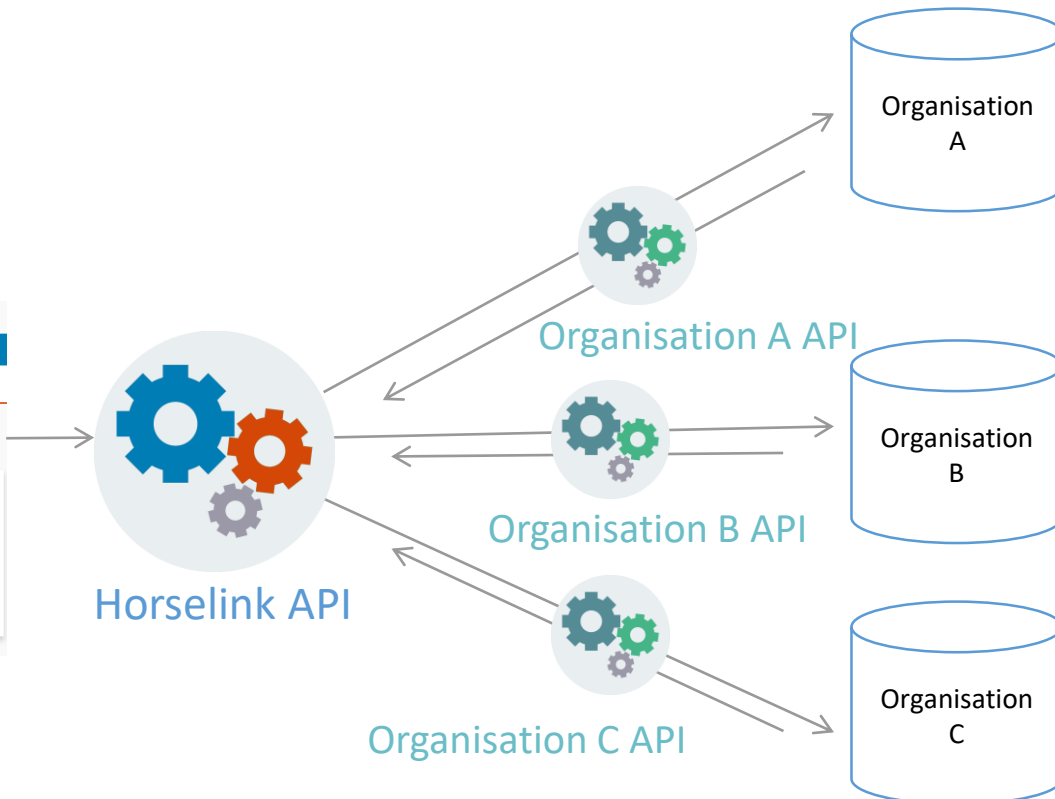 Organisation
A
Organisation A API
Organisation
B
Organisation B API
Horselink API
Organisation
C
Organisation C API